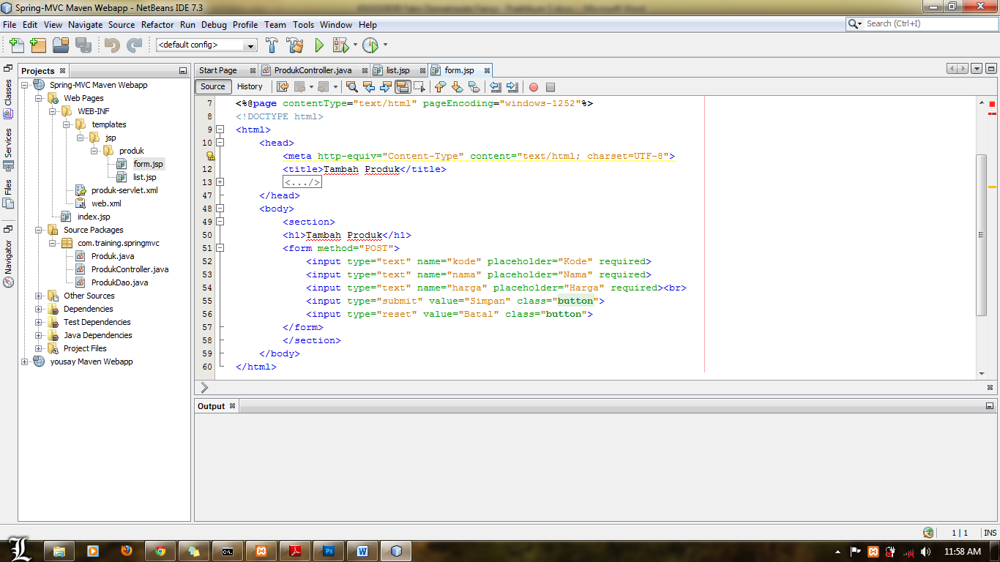 Spring-MVC Maven Webapp - NetBeans IDE 7.3
File Edit View Navigate Source Refactor Run Debug Profile Team Tools Window Help
Search (Ctrl+I)
<default config>
Classes
Services
Files
Navigator
Projects
Spring-MVC Maven Webapp
Web Pages
WEB-INF
templates
jsp
produk
form.jsp
list.jsp
produk-servlet.xml
web.xml
index.jsp
Source Packages
com.training.springmvc
Produk.java
ProdukController.java
ProdukDao.java
Other Sources
Dependencies
Test Dependencies
Java Dependencies
Project Files
yousay Maven Webapp
Start Page ProdukController.java list.jsp form.jsp
Source History
7 <%@page contentType="text/html" pageEncoding="windows-1252"%>
8 <!DOCTYPE html>
9 <html>
10 <head>
<meta http-equiv="Content-Type" content="text/html; charset=UTF-8">
12 <title>Tambah Produk</title>
13 <.../>
47 </head>
48 <body>
49 <section>
50 <h1>Tambah Produk</h1>
51 <form method="POST">
52 <input type="text" name="kode" placeholder="Kode" required>
53 <input type="text" name="nama" placeholder="Nama" required>
54 <input type="text" name="harga" placeholder="Harga" required><br>
55 <input type="submit" value="Simpan" class="button">
56 <input type="reset" value="Batal" class="button">
57 </form>
58 </section>
59 </body>
60 </html>
Output
1 | 1 INS
11:58 AM